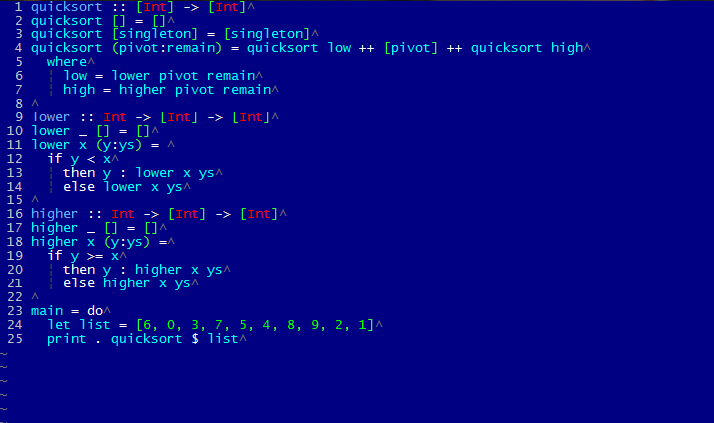 1 quicksort :: [Int] -> [Int]^
2 quicksort [] = []^
3 quicksort [singleton] = [singleton]^
4 quicksort (pivot:remain) = quicksort low ++ [pivot] ++ quicksort high^
5   where^
6   ¦ low = lower pivot remain^
7   ¦ high = higher pivot remain^
8 ^
9 lower :: Int -> [Int] -> [Int]^
10 lower _ [] = []^
11 lower x (y:ys) = ^
12   if y < x^
13   ¦ then y : lower x ys^
14   ¦ else lower x ys^
15 ^
16 higher :: Int -> [Int] -> [Int]^
17 higher _ [] = []^
18 higher x (y:ys) =^
19   if y >= x^
20   ¦ then y : higher x ys^
21   ¦ else higher x ys^
22 ^
23 main = do^
24   let list = [6, 0, 3, 7, 5, 4, 8, 9, 2, 1]^
25   print . quicksort $ list^
~
~
~
~
~
~